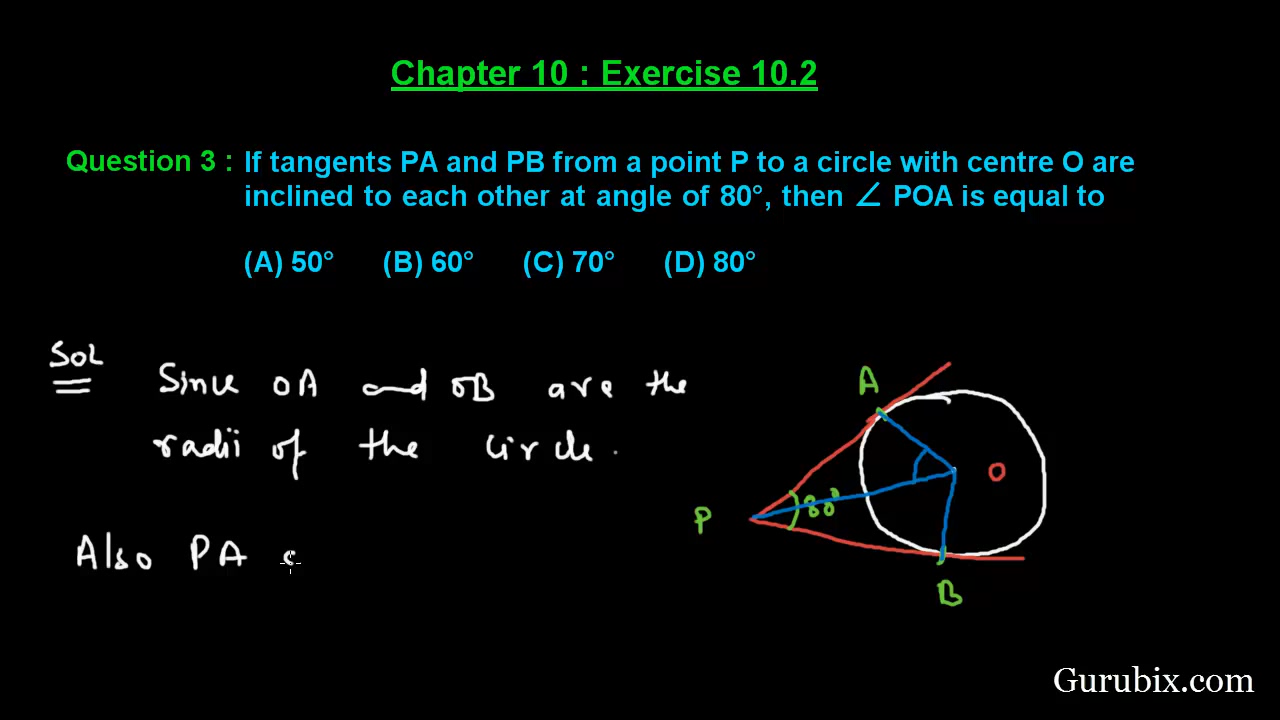 Chapter 10 : Exercise 10.2
Question 3 : If tangents PA and PB from a point P to a circle with centre O are
inclined to each other at angle of 80°, then ∠ POA is equal to
(A) 50° (B) 60° (C) 70° (D) 80°
Sol
Since OA and OB are the
radii of the circle.
Also PA
A
O
P
80°
B
Gurubix.com